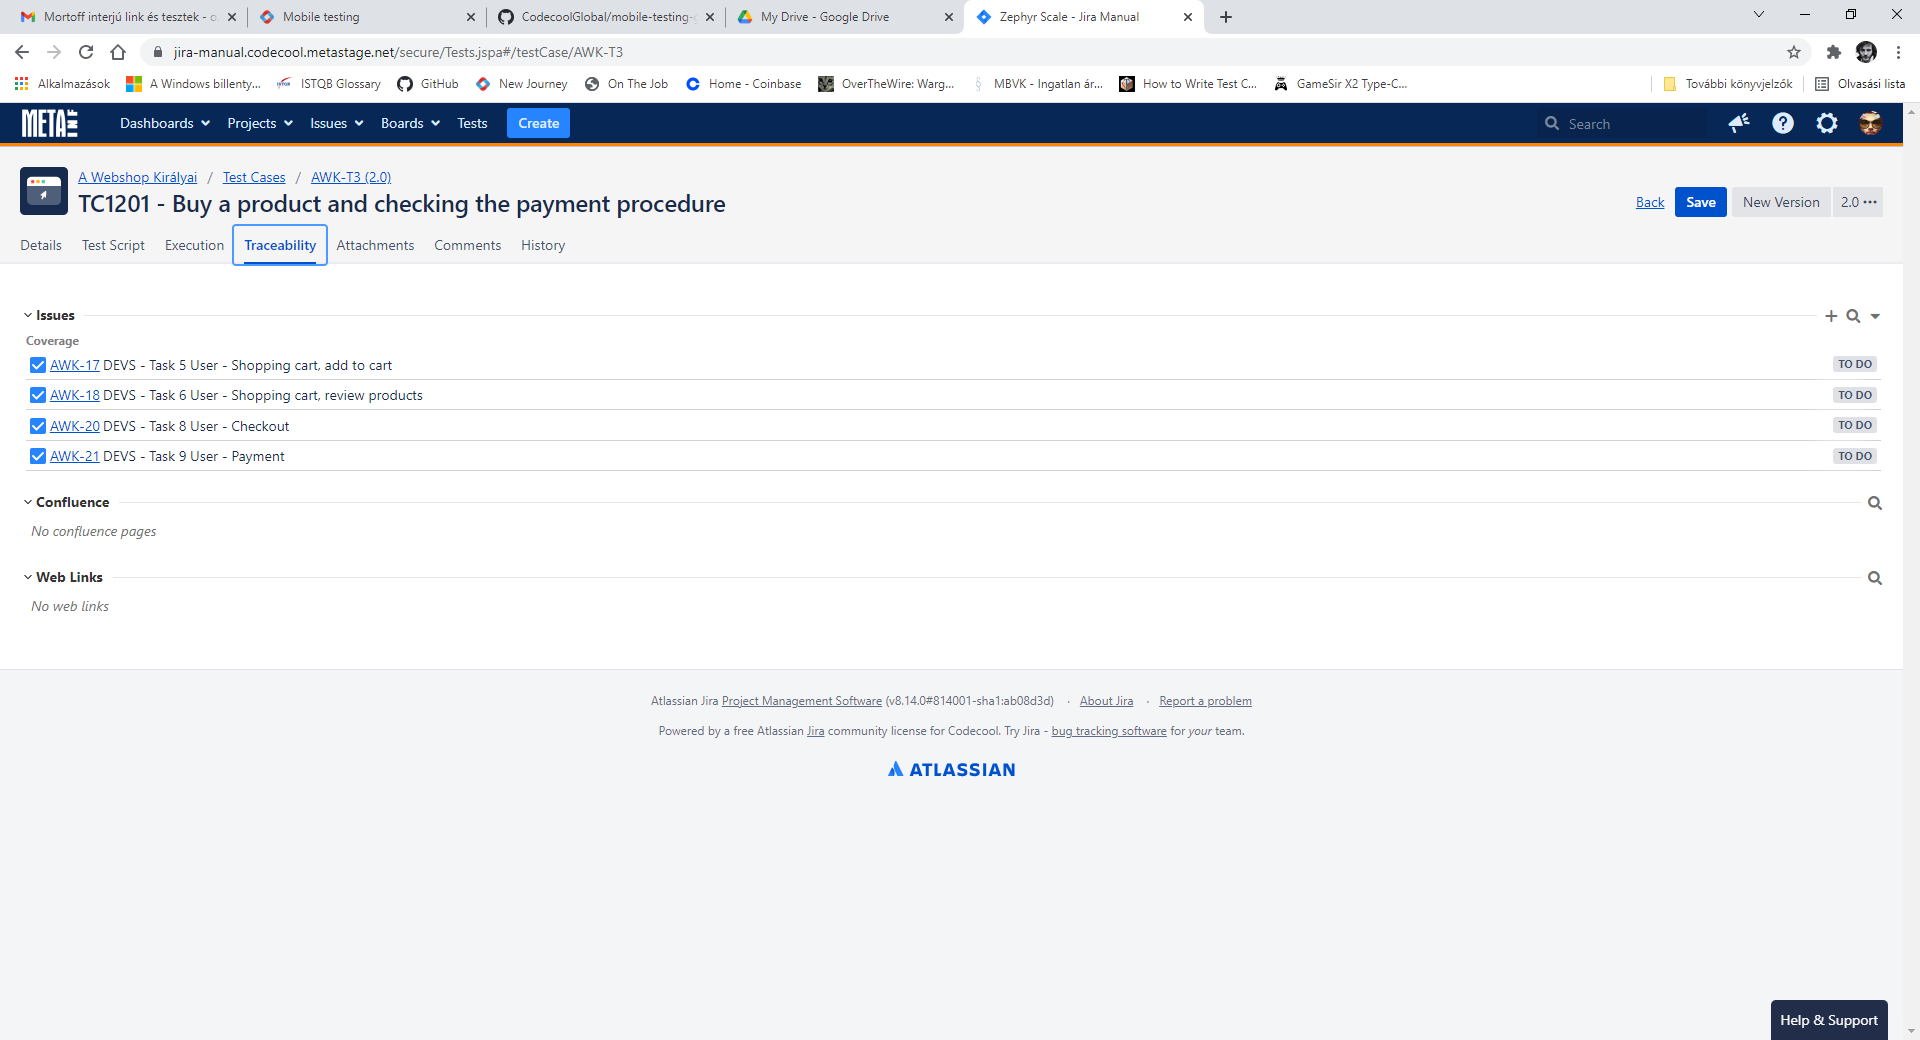 Mortoff interjú link és tesztek - o
Mobile testing
CodecoolGlobal/mobile-testing-
My Drive - Google Drive
Zephyr Scale - Jira Manual
jira-manual.codecool.metastage.net/secure/Tests.jspa#/testCase/AWK-T3
Alkalmazások
A Windows billenty...
ISTQB Glossary
GitHub
New Journey
On The Job
Home - Coinbase
OverTheWire: Warg...
MBVK - Ingatlan ár...
How to Write Test C...
GameSir X2 Type-C...
További könyvjelzők
Olvasási lista
META INF
Dashboards
Projects
Issues
Boards
Tests
Create
Search
A Webshop Királyai / Test Cases / AWK-T3 (2.0)
TC1201 - Buy a product and checking the payment procedure
Back
Save
New Version
2.0
Details
Test Script
Execution
Traceability
Attachments
Comments
History
Issues
Coverage
AWK-17 DEVS - Task 5 User - Shopping cart, add to cart TO DO
AWK-18 DEVS - Task 6 User - Shopping cart, review products TO DO
AWK-20 DEVS - Task 8 User - Checkout TO DO
AWK-21 DEVS - Task 9 User - Payment TO DO
Confluence
No confluence pages
Web Links
No web links
Atlassian Jira Project Management Software (v8.14.0#814001-sha1:ab08d3d) · About Jira · Report a problem
Powered by a free Atlassian Jira community license for Codecool. Try Jira - bug tracking software for your team.
ATLASSIAN
Help & Support